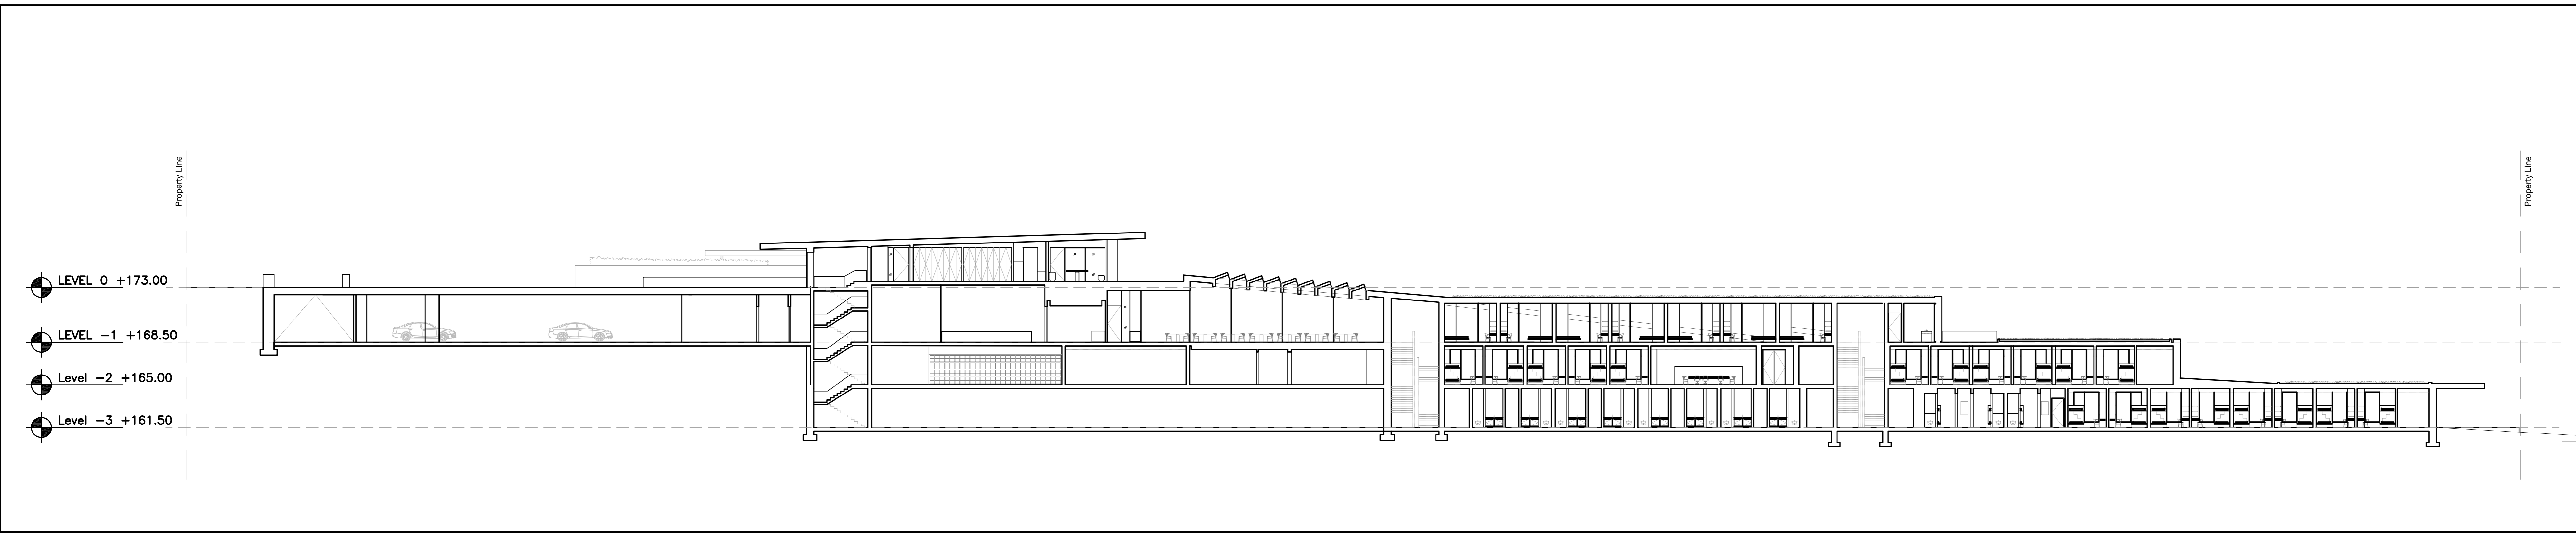 Property Line
Property Line
LEVEL 0 +173.00
LEVEL -1 +168.50
Level -2 +165.00
Level -3 +161.50